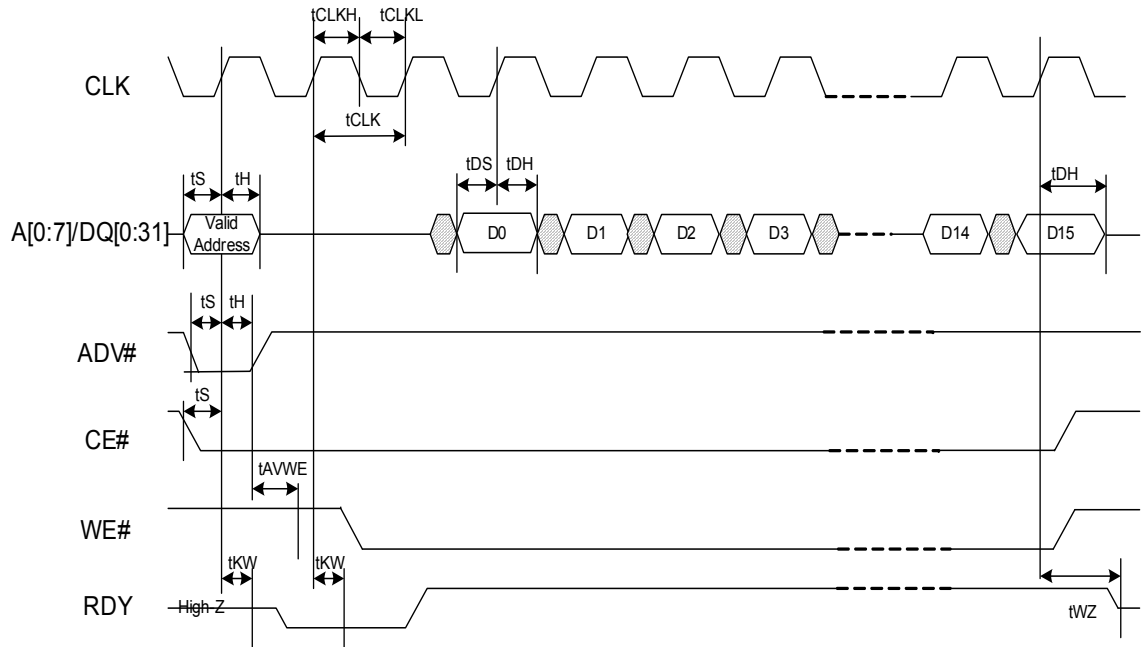 tCLKH tCLKL
CLK
tCLK
tDS tDH
tS tH
tDH
A[0:7]/DQ[0:31]
Valid
Address
D0 D1 D2 D3 D14 D15
tS tH
ADV#
tS
CE#
tAVWE
WE#
tKW tKW
RDY
High-Z
tWZ